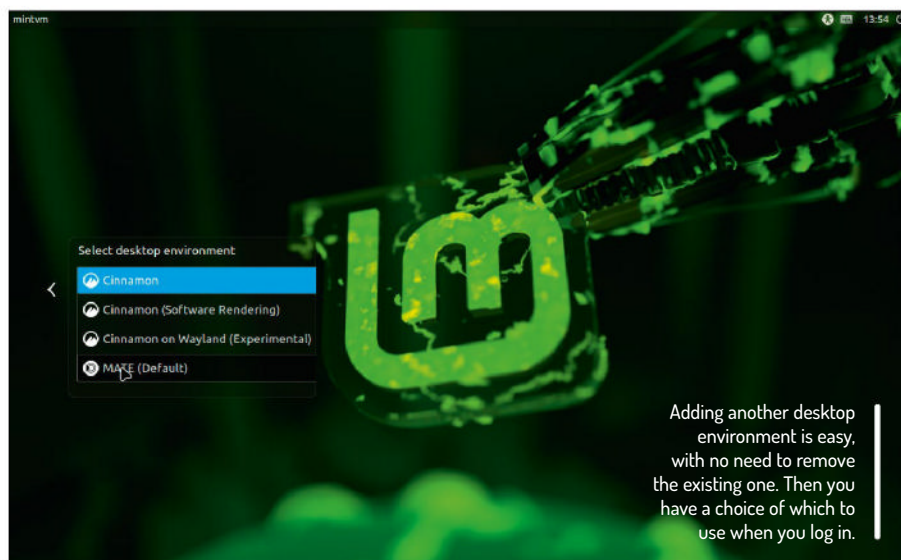 mintvm
13:54
Select desktop environment
Cinnamon
Cinnamon (Software Rendering)
Cinnamon on Wayland (Experimental)
MATE (Default)
Adding another desktop
environment is easy,
with no need to remove
the existing one. Then you
have a choice of which to
use when you log in.